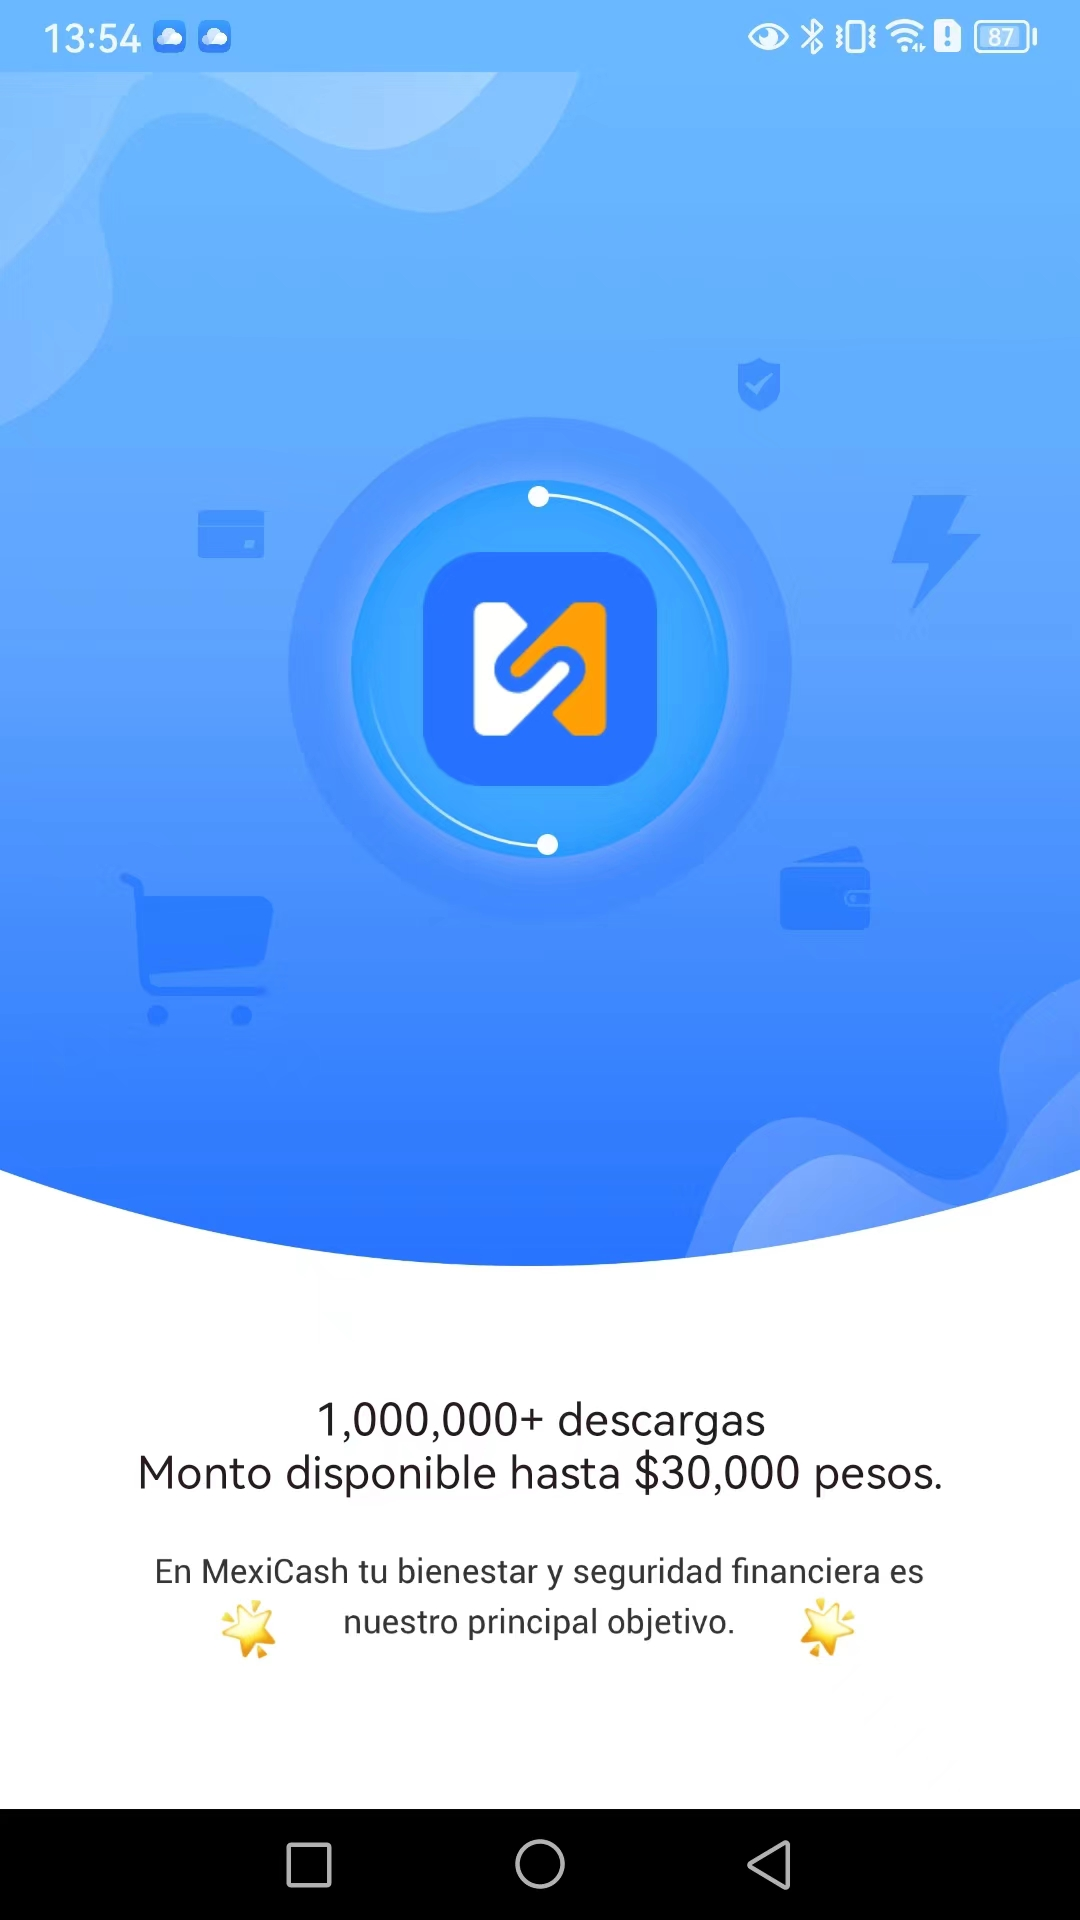 13:54
87
1,000,000+ descargas
Monto disponible hasta $30,000 pesos.
En MexiCash tu bienestar y seguridad financiera es
nuestro principal objetivo.